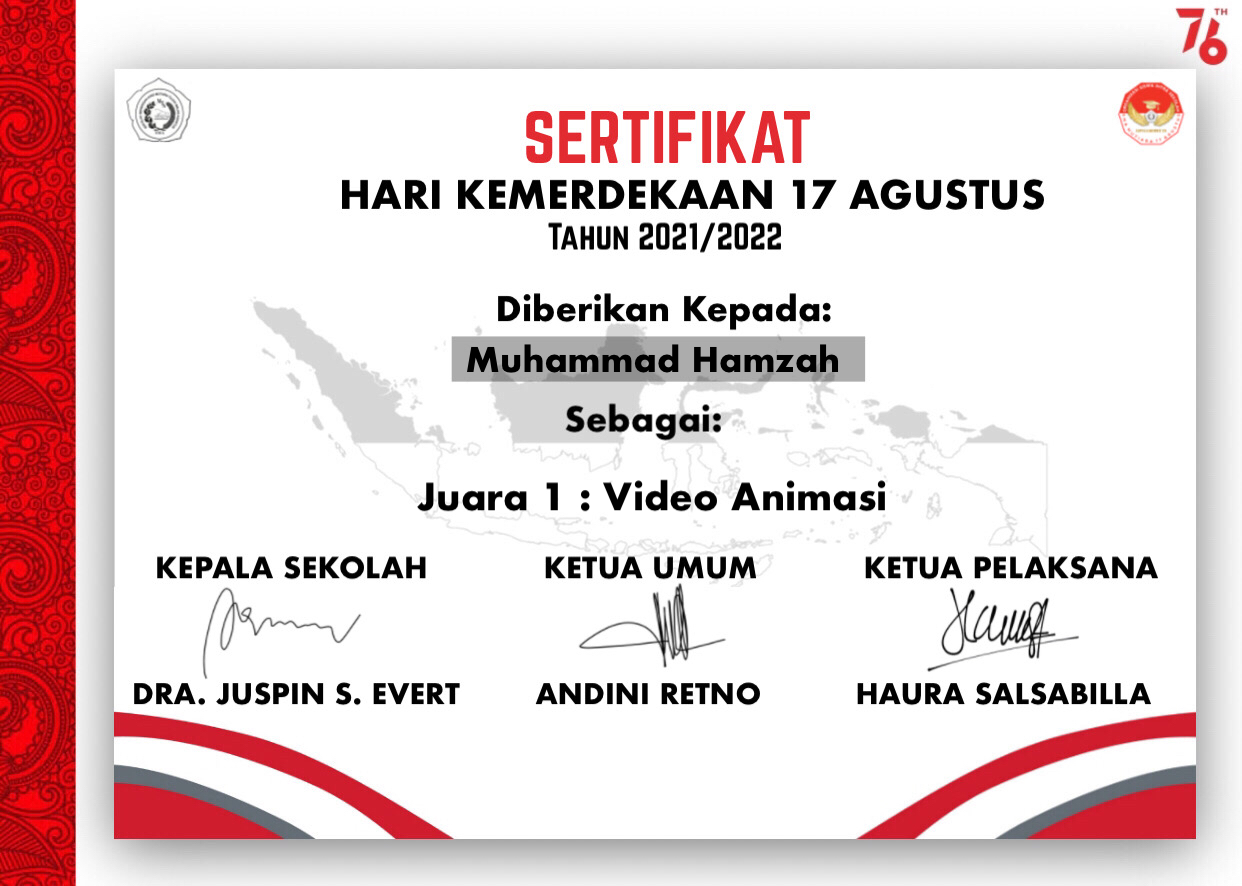 76TH
SERTIFIKAT
HARI KEMERDEKAAN 17 AGUSTUS
TAHUN 2021/2022
Diberikan Kepada:
Muhammad Hamzah
Sebagai:
Juara 1 : Video Animasi
KEPALA SEKOLAH
KETUA UMUM
KETUA PELAKSANA
DRA. JUSPIN S. EVERT
ANDINI RETNO
HAURA SALSABILLA